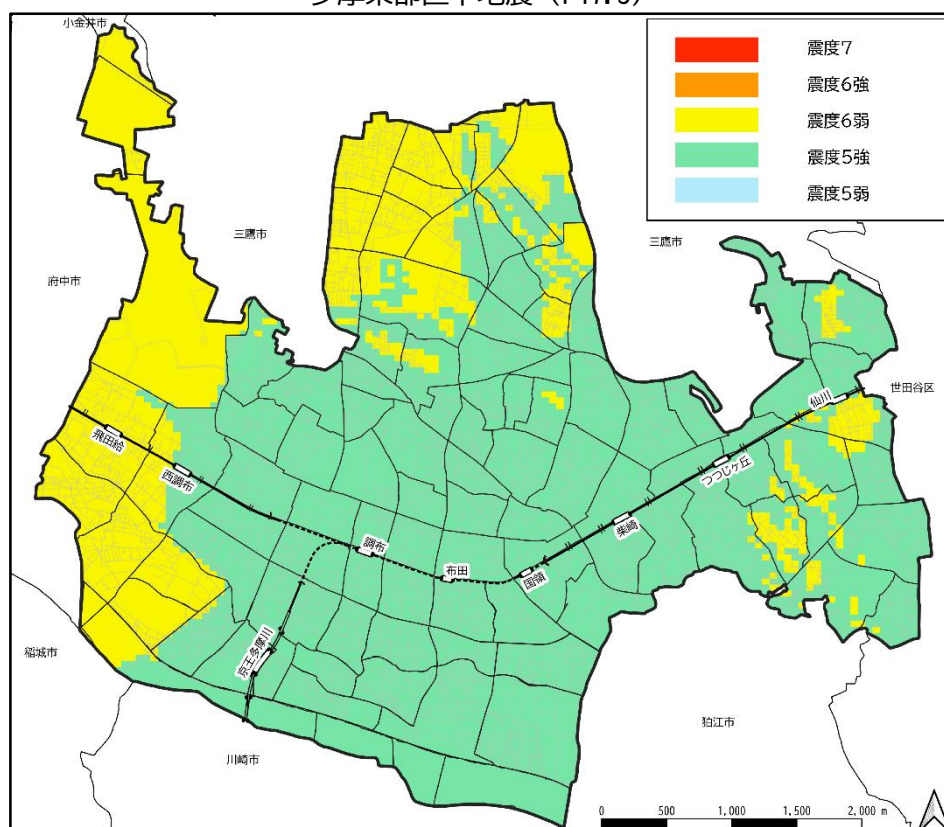 多摩東部直下地震（M7.3）
小金井市
震度7
震度6強
震度6弱
震度5強
震度5弱
三鷹市
三鷹市
府中市
世田谷区
仙川
飛田給
つつじヶ丘
西調布
柴崎
調布
布田
国領
京王多摩川
稲城市
狛江市
川崎市
0 500 1,000 1,500 2,000 m